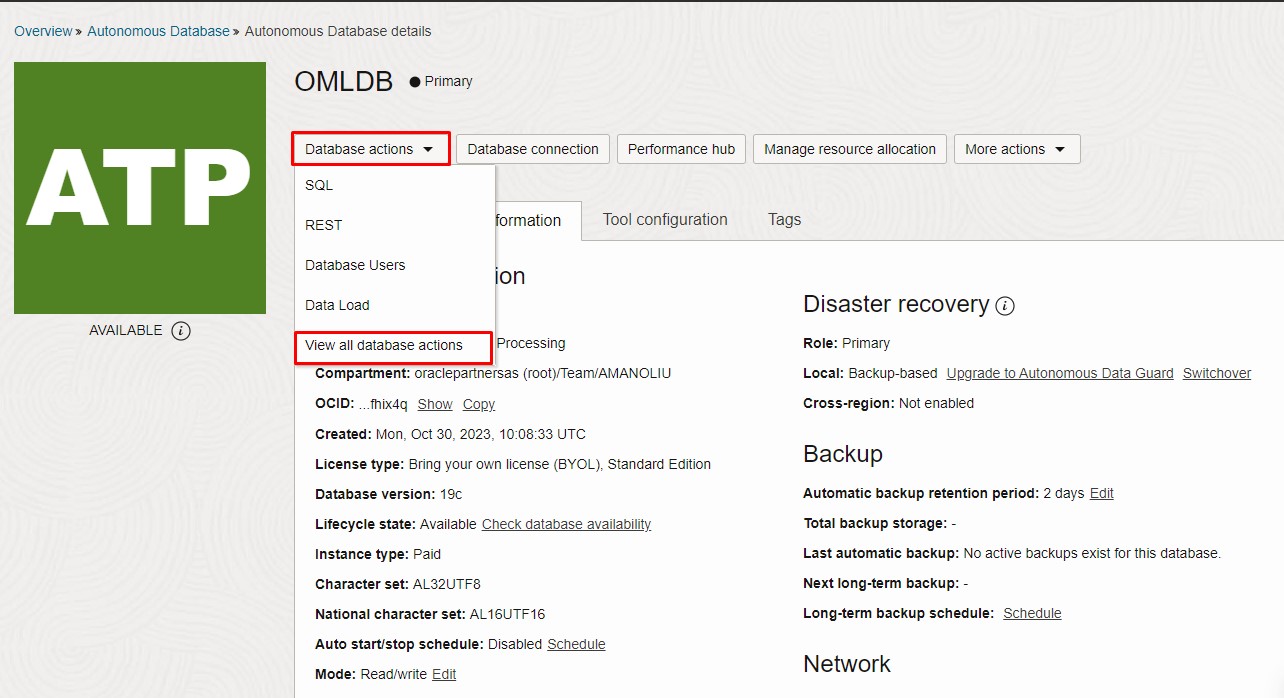 Overview » Autonomous Database » Autonomous Database details
ATP
AVAILABLE i
OMLDB ● Primary
Database actions Database connection Performance hub Manage resource allocation More actions
SQL
REST
Database Users
Data Load
View all database actions
formation Tool configuration Tags
ion
Processing
Compartment: oraclepartnersas (root)/Team/AMANOLIU
OCID: ...fhix4q Show Copy
Created: Mon, Oct 30, 2023, 10:08:33 UTC
License type: Bring your own license (BYOL), Standard Edition
Database version: 19c
Lifecycle state: Available Check database availability
Instance type: Paid
Character set: AL32UTF8
National character set: AL16UTF16
Auto start/stop schedule: Disabled Schedule
Mode: Read/write Edit
Disaster recovery i
Role: Primary
Local: Backup-based Upgrade to Autonomous Data Guard Switchover
Cross-region: Not enabled
Backup
Automatic backup retention period: 2 days Edit
Total backup storage: -
Last automatic backup: No active backups exist for this database.
Next long-term backup: -
Long-term backup schedule: Schedule
Network